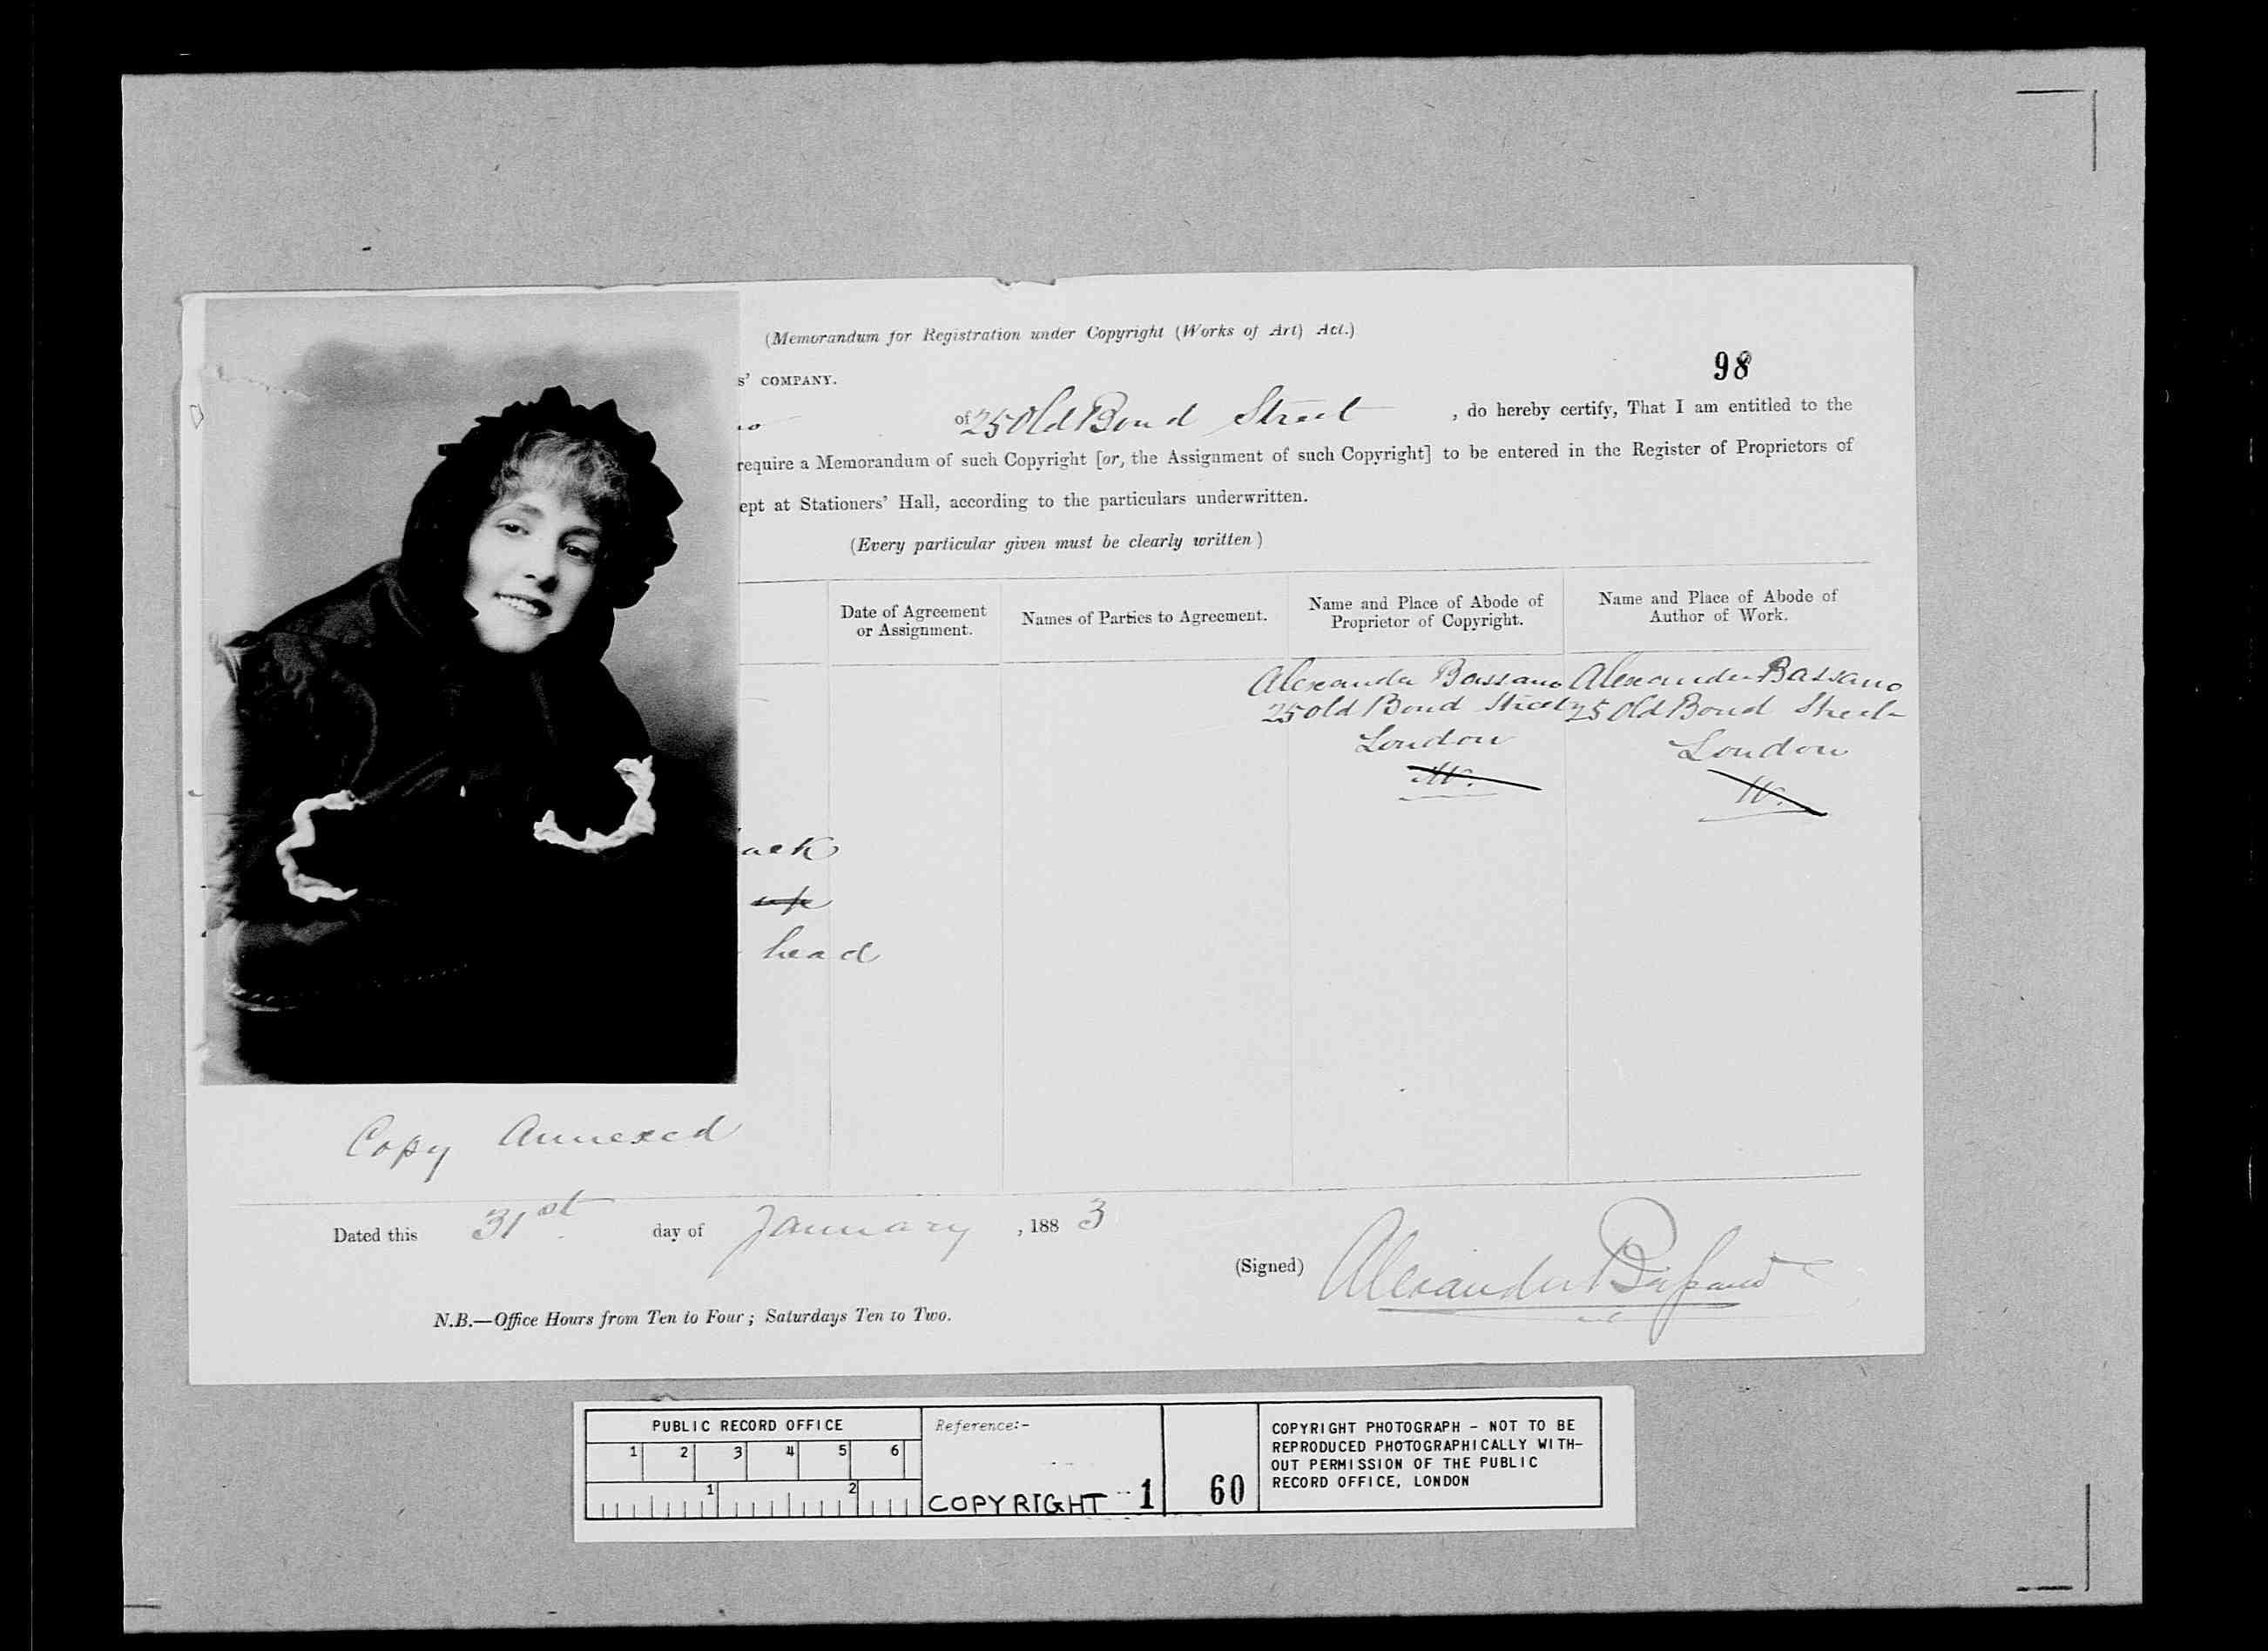 (Memorandum for Registration under Copyright (Works of Art) Act.)
98
s' COMPANY.
of 25 Old Bond Street , do hereby certify, That I am entitled to the
require a Memorandum of such Copyright [or, the Assignment of such Copyright] to be entered in the Register of Proprietors of
ept at Stationers' Hall, according to the particulars underwritten.
(Every particular given must be clearly written)
Date of Agreement
or Assignment.
Names of Parties to Agreement.
Name and Place of Abode of
Proprietor of Copyright.
Name and Place of Abode of
Author of Work.
Alexander Bassano
25 Old Bond Street
London
W.
Alexander Bassano
25 Old Bond Street
London
W.
ack
head
Copy Annexed
Dated this 31st day of January , 188 3
(Signed) Alexander Bassano
N.B.—Office Hours from Ten to Four; Saturdays Ten to Two.
PUBLIC RECORD OFFICE
1 2 3 4 5 6
1 2
Reference:-
COPYRIGHT 1
60
COPYRIGHT PHOTOGRAPH - NOT TO BE
REPRODUCED PHOTOGRAPHICALLY WITH-
OUT PERMISSION OF THE PUBLIC
RECORD OFFICE, LONDON